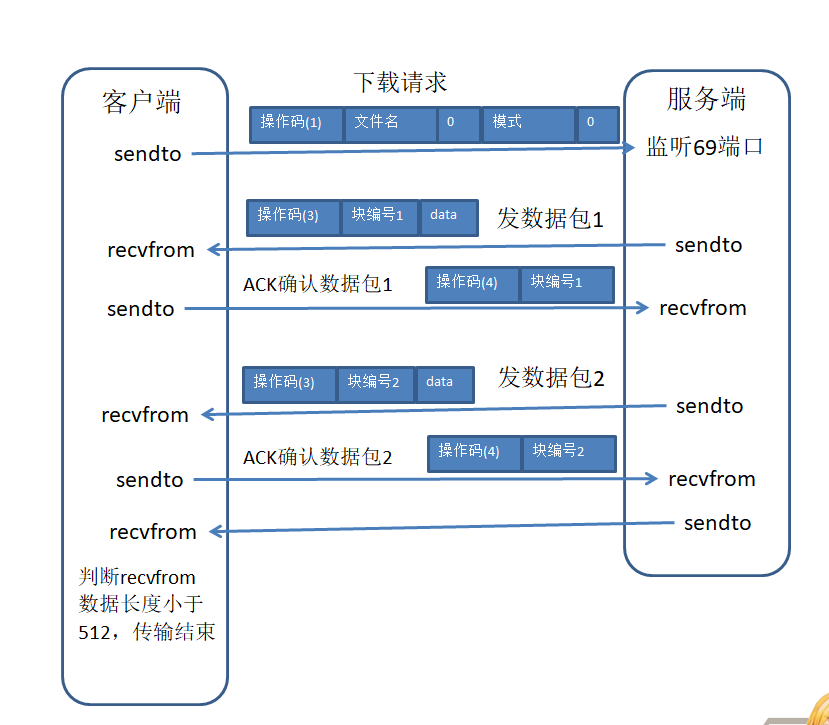 下载请求
客户端
服务端
操作码(1) 文件名 0 模式 0
sendto
监听69端口
操作码(3) 块编号1 data
发数据包1
recvfrom
sendto
ACK确认数据包1
操作码(4) 块编号1
sendto
recvfrom
操作码(3) 块编号2 data
发数据包2
recvfrom
sendto
ACK确认数据包2
操作码(4) 块编号2
sendto
recvfrom
recvfrom
sendto
判断recvfrom
数据长度小于
512，传输结束